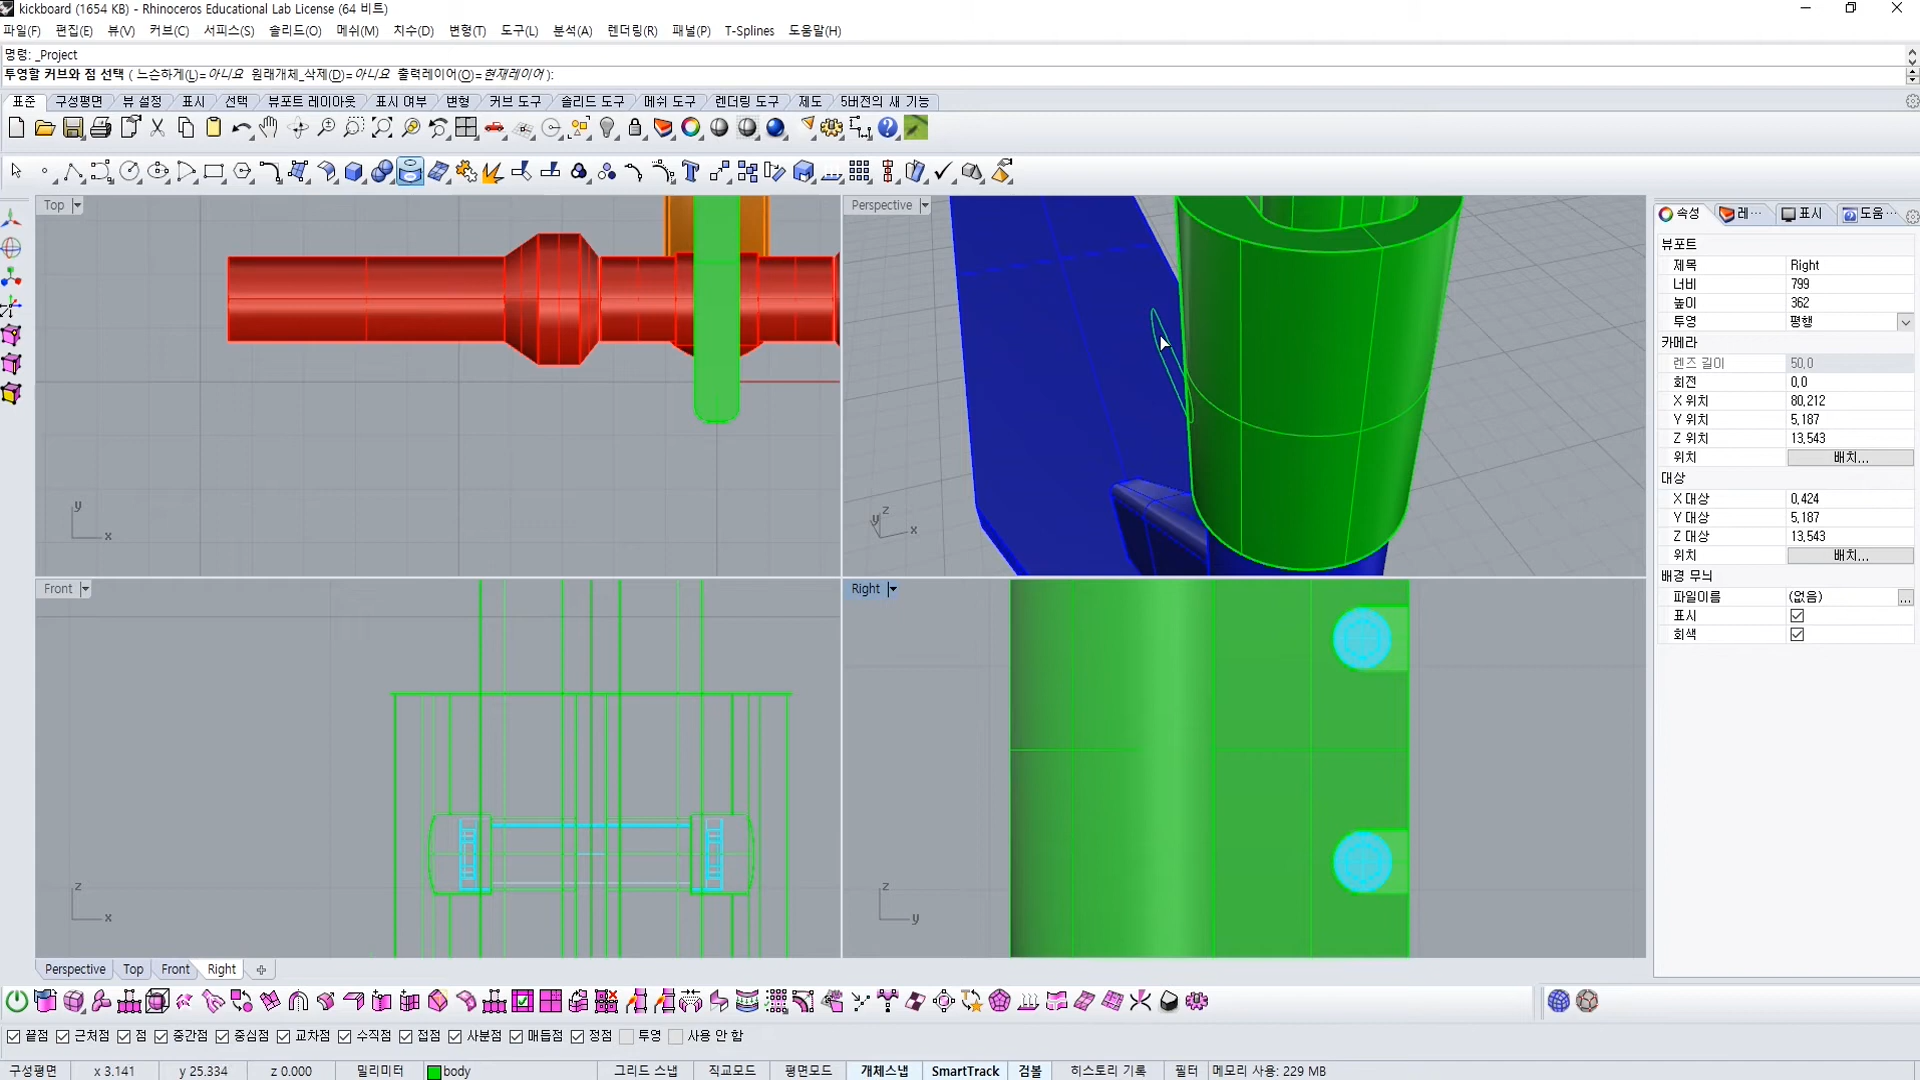 kickboard (1654 KB) - Rhinoceros Educational Lab License (64 비트)
파일(F) 편집(E) 뷰(V) 커브(C) 서피스(S) 솔리드(O) 메쉬(M) 치수(D) 변형(T) 도구(L) 분석(A) 렌더링(R) 패널(P) T-Splines 도움말(H)
명령: _Project
투영할 커브와 점 선택 ( 느슨하게(L)=아니요 원래개체_삭제(D)=아니요 출력레이어(O)=현재레이어 ):
표준 구성평면 뷰 설정 표시 선택 뷰포트 레이아웃 표시 여부 변형 커브 도구 솔리드 도구 메쉬 도구 렌더링 도구 제도 5버전의 새 기능
Top
Perspective
속성 레… 표시 도움…
뷰포트
제목 Right
너비 799
높이 362
투영 평행
카메라
렌즈 길이 50.0
회전 0.0
X 위치 80.212
Y 위치 5.187
Z 위치 13.543
위치 배치...
대상
X 대상 0.424
Y 대상 5.187
Z 대상 13.543
위치 배치...
배경 무늬
파일이름 (없음) ...
표시
회색
y
x
z
y
x
Front
Right
z
x
z
y
Perspective Top Front Right
끝점 근처점 점 중간점 중심점 교차점 수직점 접점 사분점 매듭점 정점 투영 사용 안 함
구성평면 x 3.141 y 25.334 z 0.000 밀리미터 body 그리드 스냅 직교모드 평면모드 개체스냅 SmartTrack 검볼 히스토리 기록 필터 메모리 사용: 229 MB